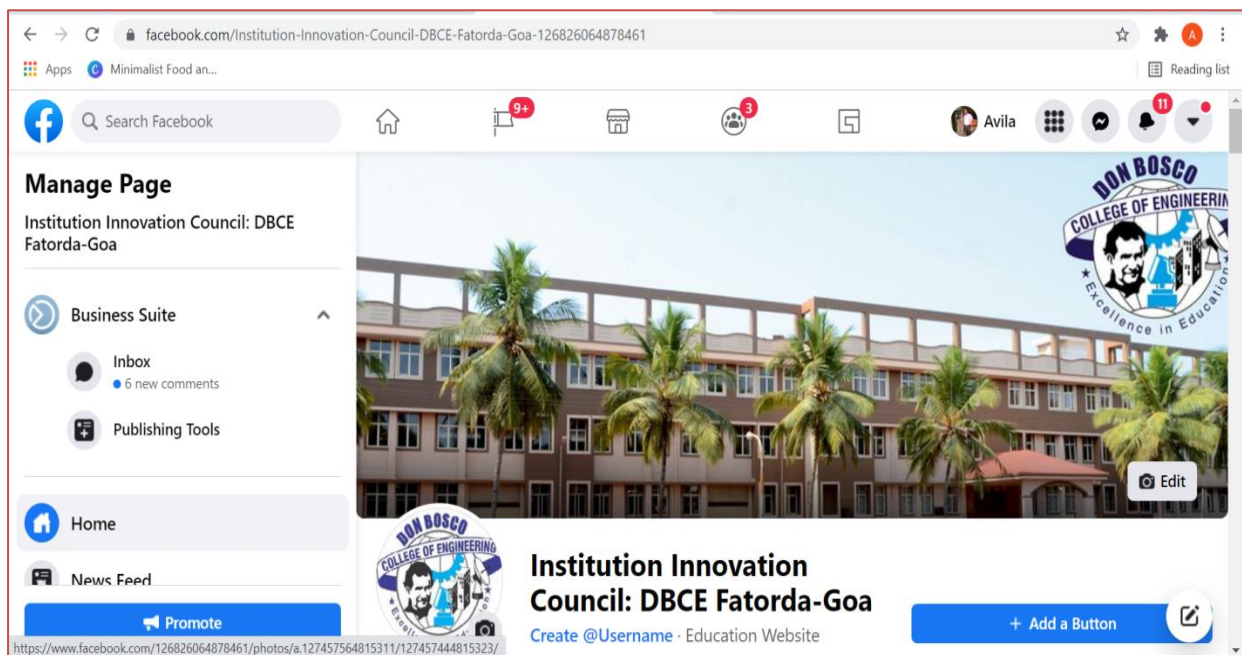 facebook.com/Institution-Innovation-Council-DBCE-Fatorda-Goa-126826064878461
A
Apps
Minimalist Food an...
Reading list
Search Facebook
9+
3
Avila
11
Manage Page
Institution Innovation Council: DBCE
Fatorda-Goa
Business Suite
Inbox
6 new comments
Publishing Tools
Home
News Feed
Promote
DON BOSCO
COLLEGE OF ENGINEERIN
Excellence in Education
Edit
DON BOSCO
COLLEGE OF ENGINEERING
Institution Innovation
Council: DBCE Fatorda-Goa
Create @Username · Education Website
+ Add a Button
https://www.facebook.com/126826064878461/photos/a.127457564815311/127457444815323/